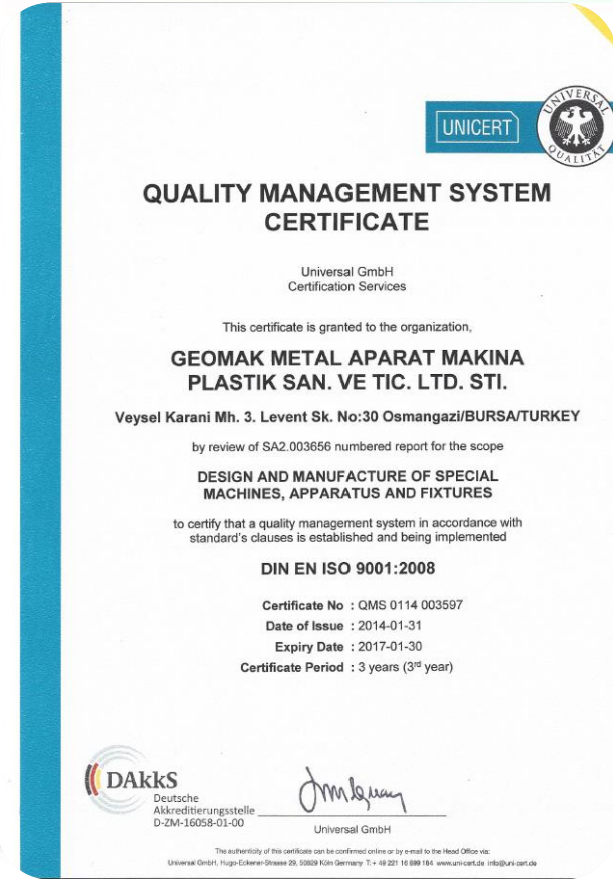 UNICERT
UNIVERSAL
QUALITÄT
QUALITY MANAGEMENT SYSTEM
CERTIFICATE
Universal GmbH
Certification Services
This certificate is granted to the organization,
GEOMAK METAL APARAT MAKINA
PLASTIK SAN. VE TIC. LTD. STI.
Veysel Karani Mh. 3. Levent Sk. No:30 Osmangazi/BURSA/TURKEY
by review of SA2.003656 numbered report for the scope
DESIGN AND MANUFACTURE OF SPECIAL
MACHINES, APPARATUS AND FIXTURES
to certify that a quality management system in accordance with
standard's clauses is established and being implemented
DIN EN ISO 9001:2008
Certificate No : QMS 0114 003597
Date of Issue : 2014-01-31
Expiry Date : 2017-01-30
Certificate Period : 3 years (3rd year)
DAkkS
Deutsche
Akkreditierungsstelle
D-ZM-16058-01-00
Universal GmbH
The authenticity of this certificate can be confirmed online or by e-mail to the Head Office via:
Universal GmbH, Hugo-Eckener-Strasse 29, 50829 Köln Germany T.+ 49 221 16 899 184 www.uni-cert.de info@uni-cert.de